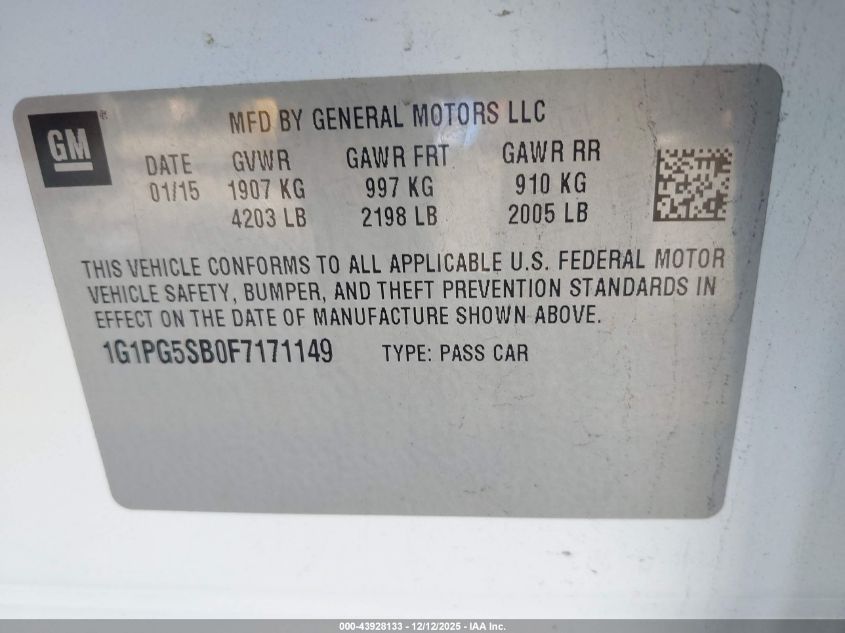 GM
MFD BY GENERAL MOTORS LLC
DATE GVWR GAWR FRT GAWR RR
01/15 1907 KG 997 KG 910 KG
4203 LB 2198 LB 2005 LB
THIS VEHICLE CONFORMS TO ALL APPLICABLE U.S. FEDERAL MOTOR
VEHICLE SAFETY, BUMPER, AND THEFT PREVENTION STANDARDS IN
EFFECT ON THE DATE OF MANUFACTURE SHOWN ABOVE.
1G1PG5SB0F7171149 TYPE: PASS CAR
000-43928133 - 12/12/2025 - IAA Inc.